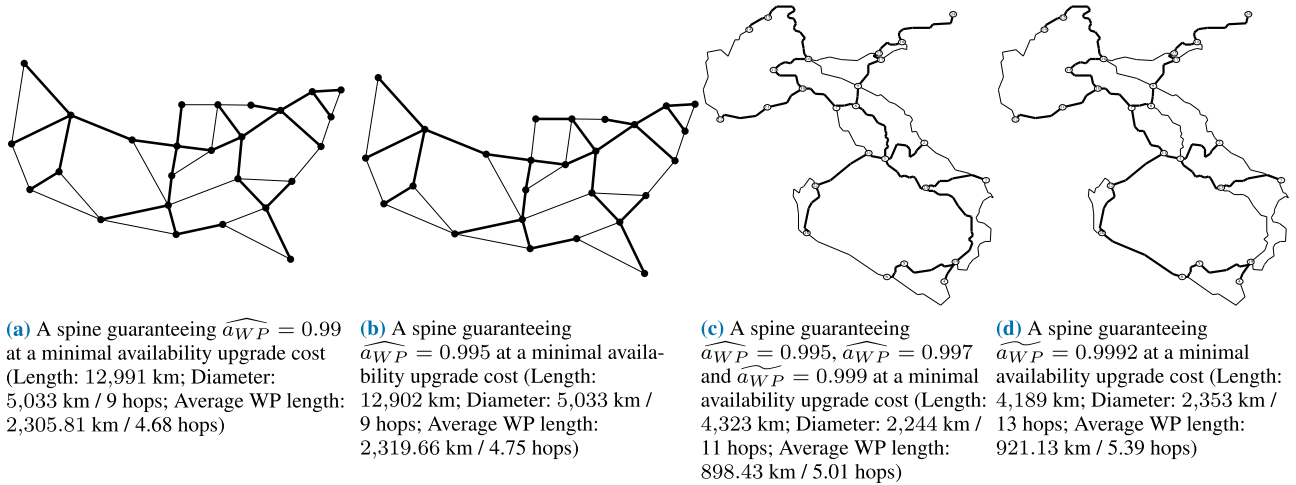 (a) A spine guaranteeing $\widehat{a_{WP}}$ = 0.99
at a minimal availability upgrade cost
(Length: 12,991 km; Diameter:
5,033 km / 9 hops; Average WP length:
2,305.81 km / 4.68 hops)
(b) A spine guaranteeing
$\widehat{a_{WP}}$ = 0.995 at a minimal availa-
bility upgrade cost (Length:
12,902 km; Diameter: 5,033 km /
9 hops; Average WP length:
2,319.66 km / 4.75 hops)
(c) A spine guaranteeing
$\widehat{a_{WP}}$ = 0.995, $\widehat{a_{WP}}$ = 0.997
and $\widetilde{a_{WP}}$ = 0.999 at a minimal
availability upgrade cost (Length:
4,323 km; Diameter: 2,244 km /
11 hops; Average WP length:
898.43 km / 5.01 hops)
(d) A spine guaranteeing
$\widetilde{a_{WP}}$ = 0.9992 at a minimal
availability upgrade cost (Length:
4,189 km; Diameter: 2,353 km /
13 hops; Average WP length:
921.13 km / 5.39 hops)